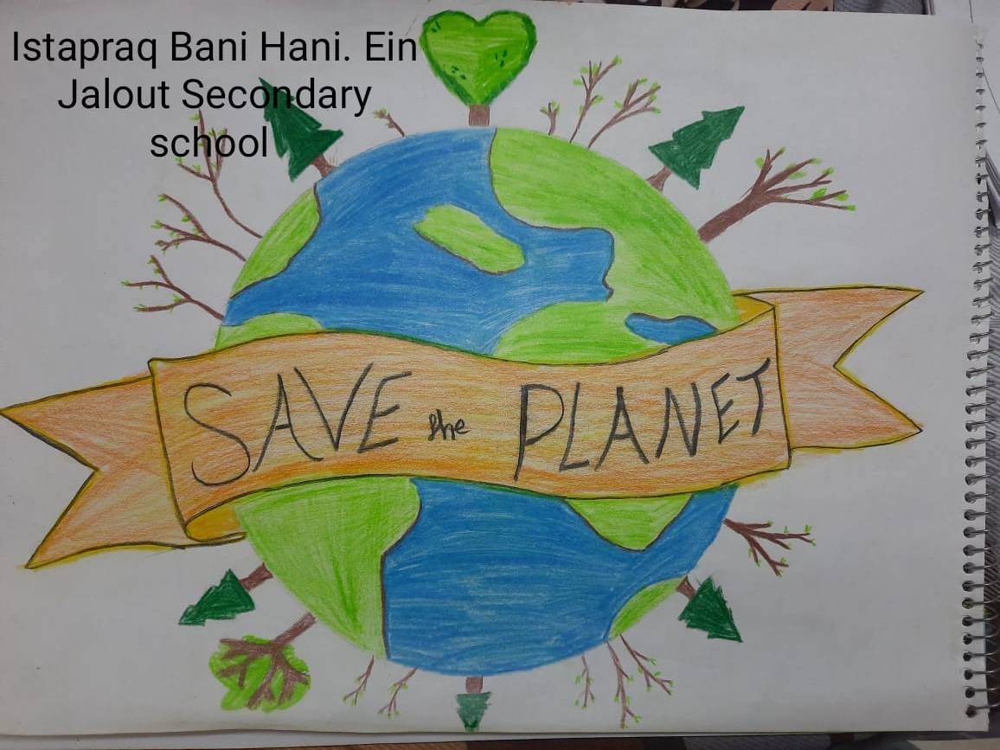 Istapraq Bani Hani. Ein
Jalout Secondary
school
SAVE the PLANET